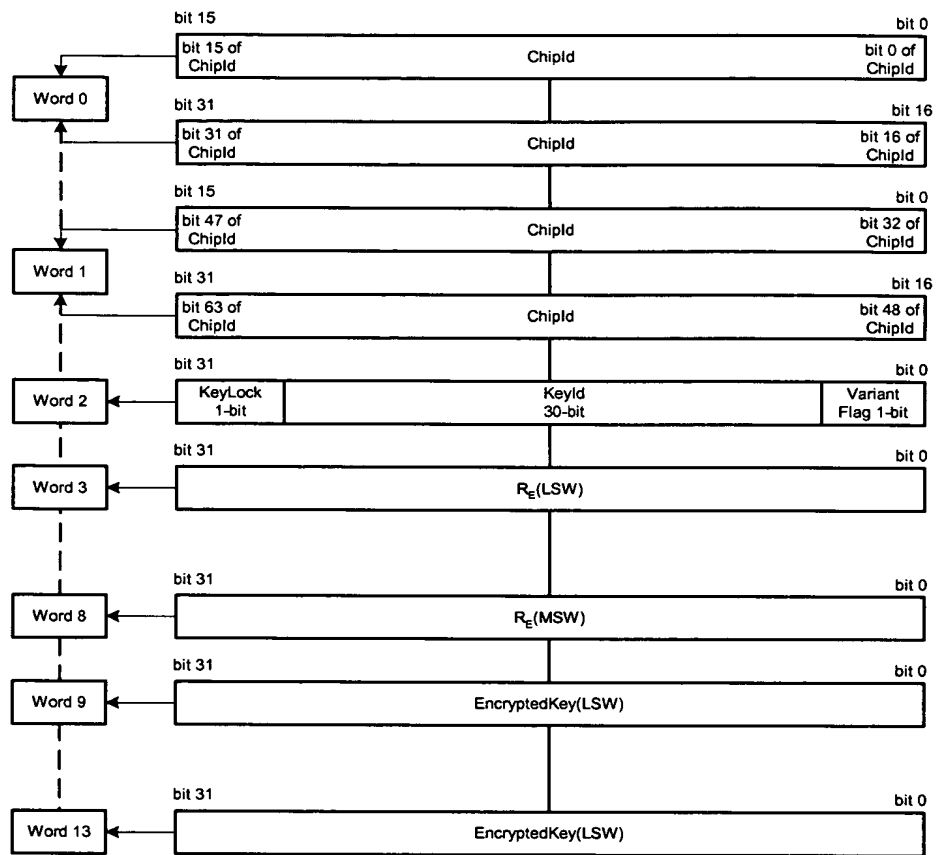 bit 15
bit 0
bit 15 of
ChipId
ChipId
bit 0 of
ChipId
Word 0
bit 31
bit 16
bit 31 of
ChipId
ChipId
bit 16 of
ChipId
bit 15
bit 0
bit 47 of
ChipId
ChipId
bit 32 of
ChipId
Word 1
bit 31
bit 16
bit 63 of
ChipId
ChipId
bit 48 of
ChipId
bit 31
bit 0
Word 2
KeyLock
1-bit
KeyId
30-bit
Variant
Flag 1-bit
bit 31
bit 0
Word 3
R_E(LSW)
bit 31
bit 0
Word 8
R_E(MSW)
bit 31
bit 0
Word 9
EncryptedKey(LSW)
bit 31
bit 0
Word 13
EncryptedKey(LSW)